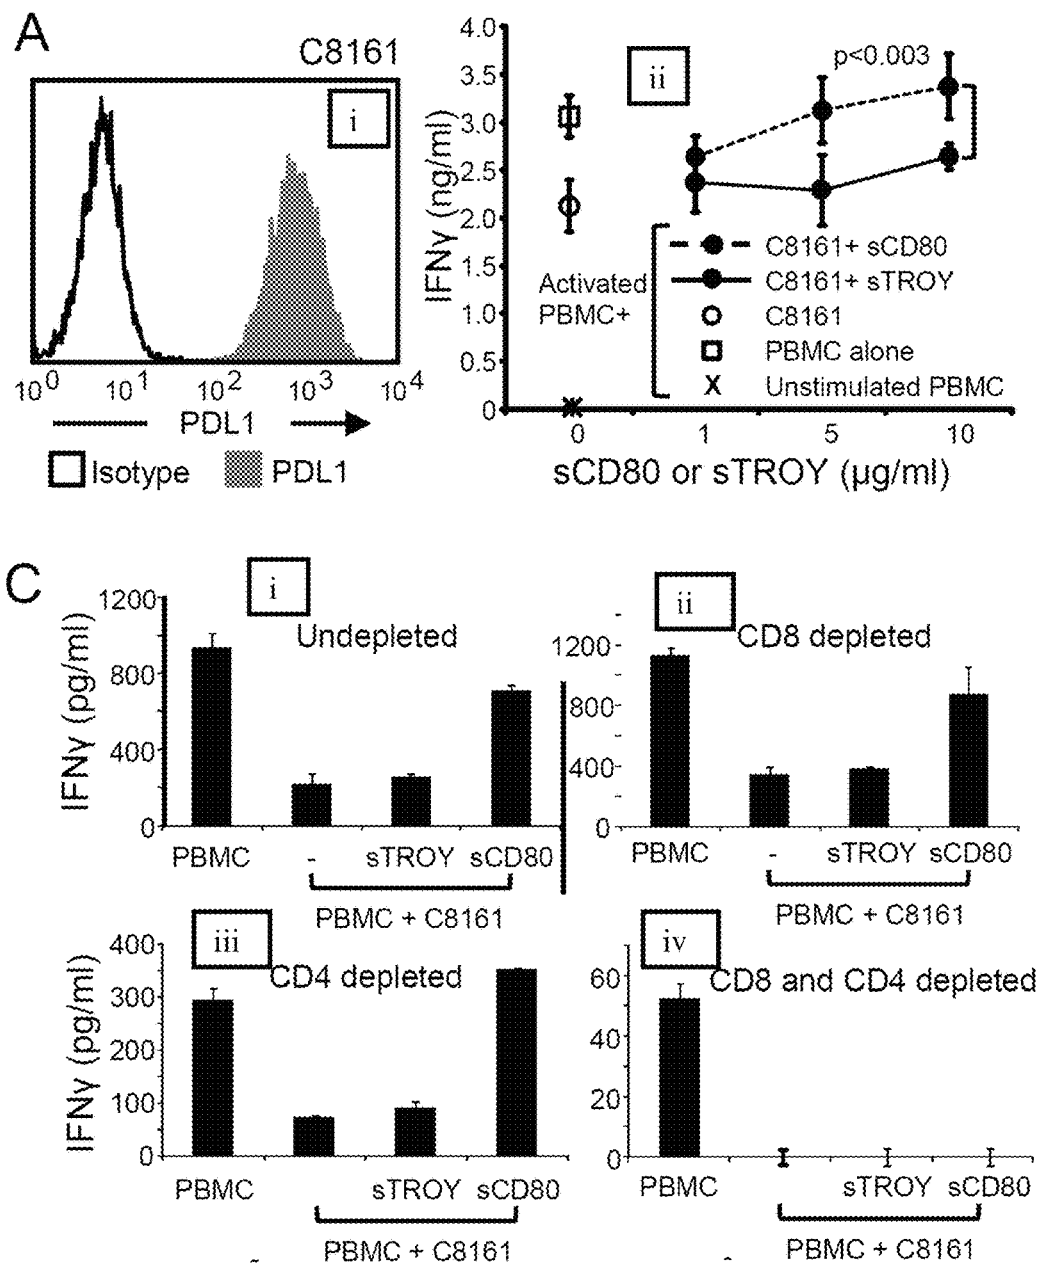 A
C8161
i
10^0 10^1 10^2 10^3 10^4
PDL1
Isotype PDL1
ii
p<0.003
IFNγ (ng/ml)
4.0
3.5
3.0
2.5
2.0
1.5
1.0
0.5
0
Activated
PBMC+
C8161+ sCD80
C8161+ sTROY
C8161
PBMC alone
Unstimulated PBMC
0 1 5 10
sCD80 or sTROY (µg/ml)
C
i
Undepleted
IFNγ (pg/ml)
1200
800
400
0
PBMC - sTROY sCD80
PBMC + C8161
ii
CD8 depleted
1200
800
400
0
PBMC - sTROY sCD80
PBMC + C8161
iii
CD4 depleted
IFNγ (pg/ml)
400
300
200
100
0
PBMC sTROY sCD80
PBMC + C8161
iv
CD8 and CD4 depleted
60
40
20
0
PBMC sTROY sCD80
PBMC + C8161